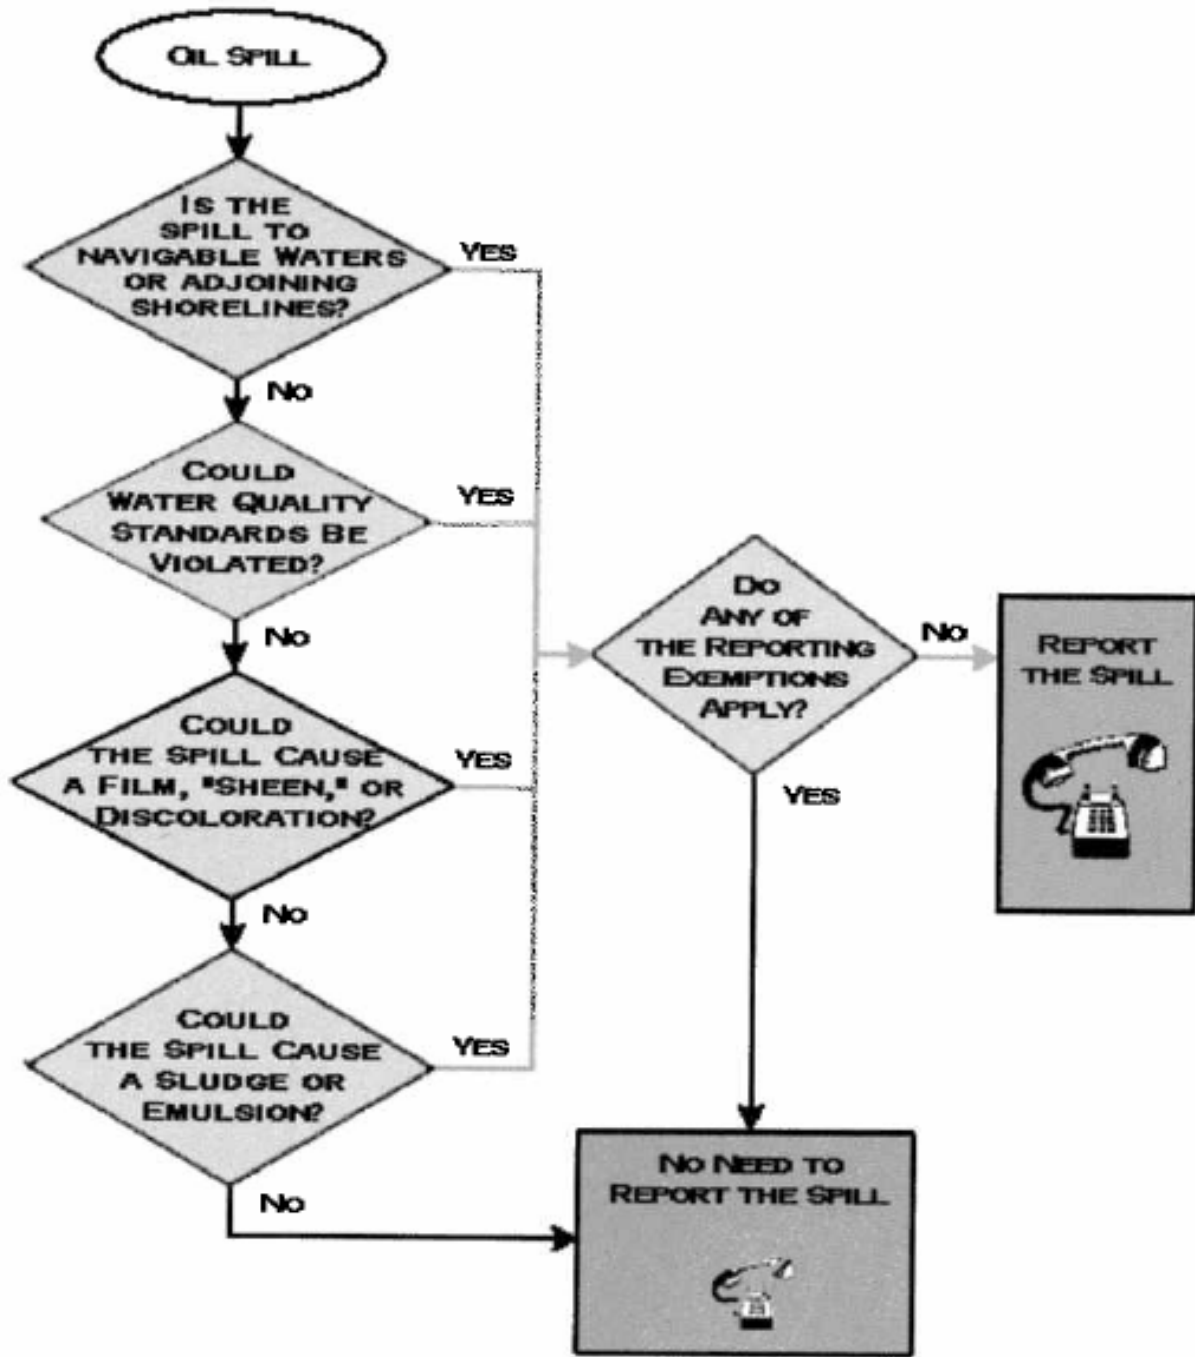 OIL SPILL
IS THE
SPILL TO
NAVIGABLE WATERS
OR ADJOINING
SHORELINES?
YES
NO
COULD
WATER QUALITY
STANDARDS BE
VIOLATED?
YES
NO
COULD
THE SPILL CAUSE
A FILM, "SHEEN," OR
DISCOLORATION?
YES
NO
COULD
THE SPILL CAUSE
A SLUDGE OR
EMULSION?
YES
NO
DO
ANY OF
THE REPORTING
EXEMPTIONS
APPLY?
NO
YES
REPORT
THE SPILL
NO NEED TO
REPORT THE SPILL